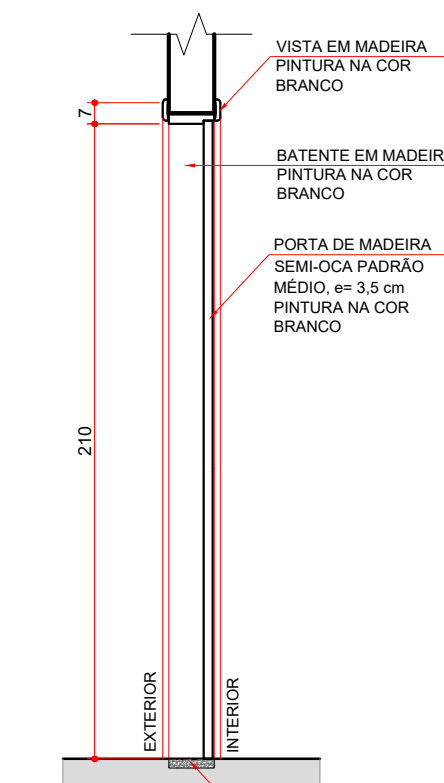 VISTA EM MADEIRA
PINTURA NA COR
BRANCO
7
BATENTE EM MADEIR
PINTURA NA COR
BRANCO
PORTA DE MADEIRA
SEMI-OCA PADRÃO
MÉDIO, e= 3,5 cm
PINTURA NA COR
BRANCO
210
EXTERIOR
INTERIOR